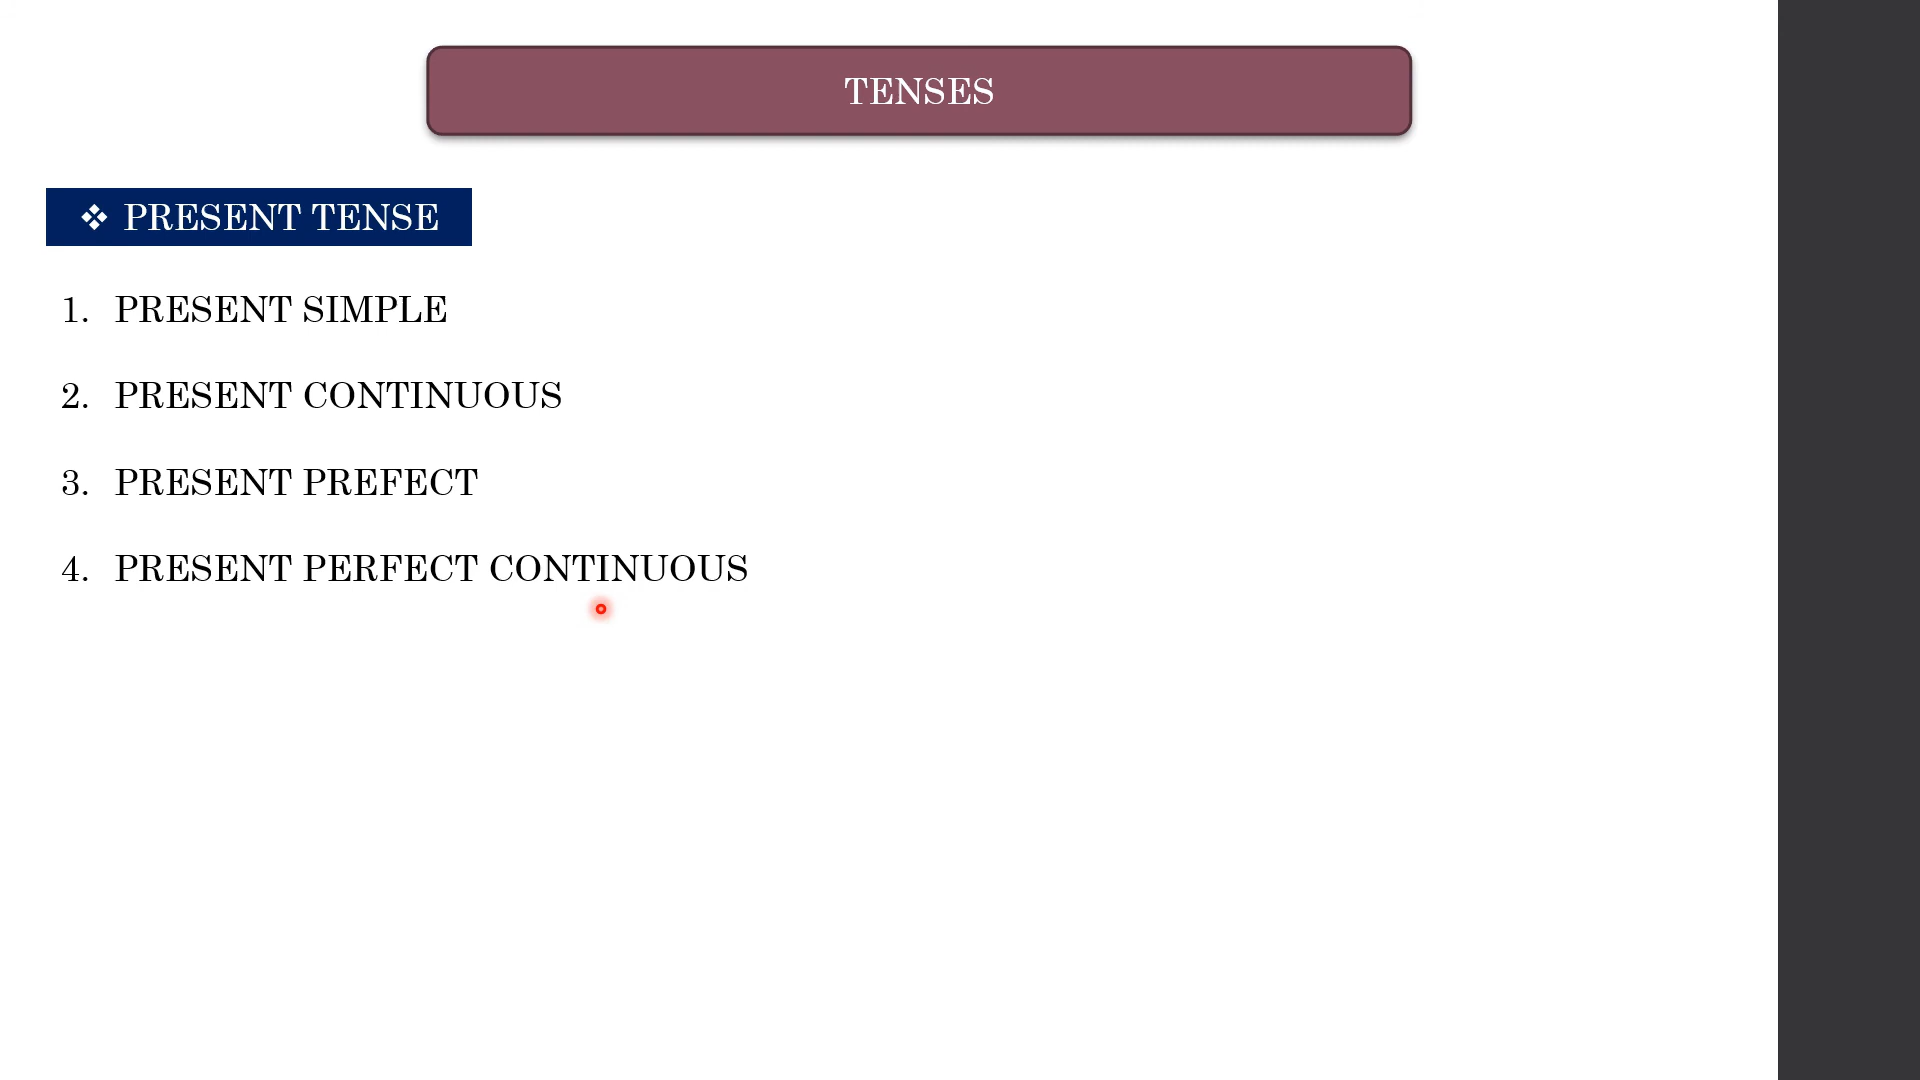 TENSES
❖ PRESENT TENSE
1. PRESENT SIMPLE
2. PRESENT CONTINUOUS
3. PRESENT PREFECT
4. PRESENT PERFECT CONTINUOUS